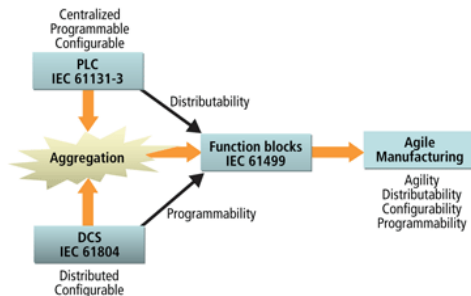 Centralized
Programmable
Configurable
PLC
IEC 61131-3
Distributability
Aggregation
Function blocks
IEC 61499
Agile
Manufacturing
Agility
Distributability
Configurability
Programmability
Programmability
DCS
IEC 61804
Distributed
Configurable